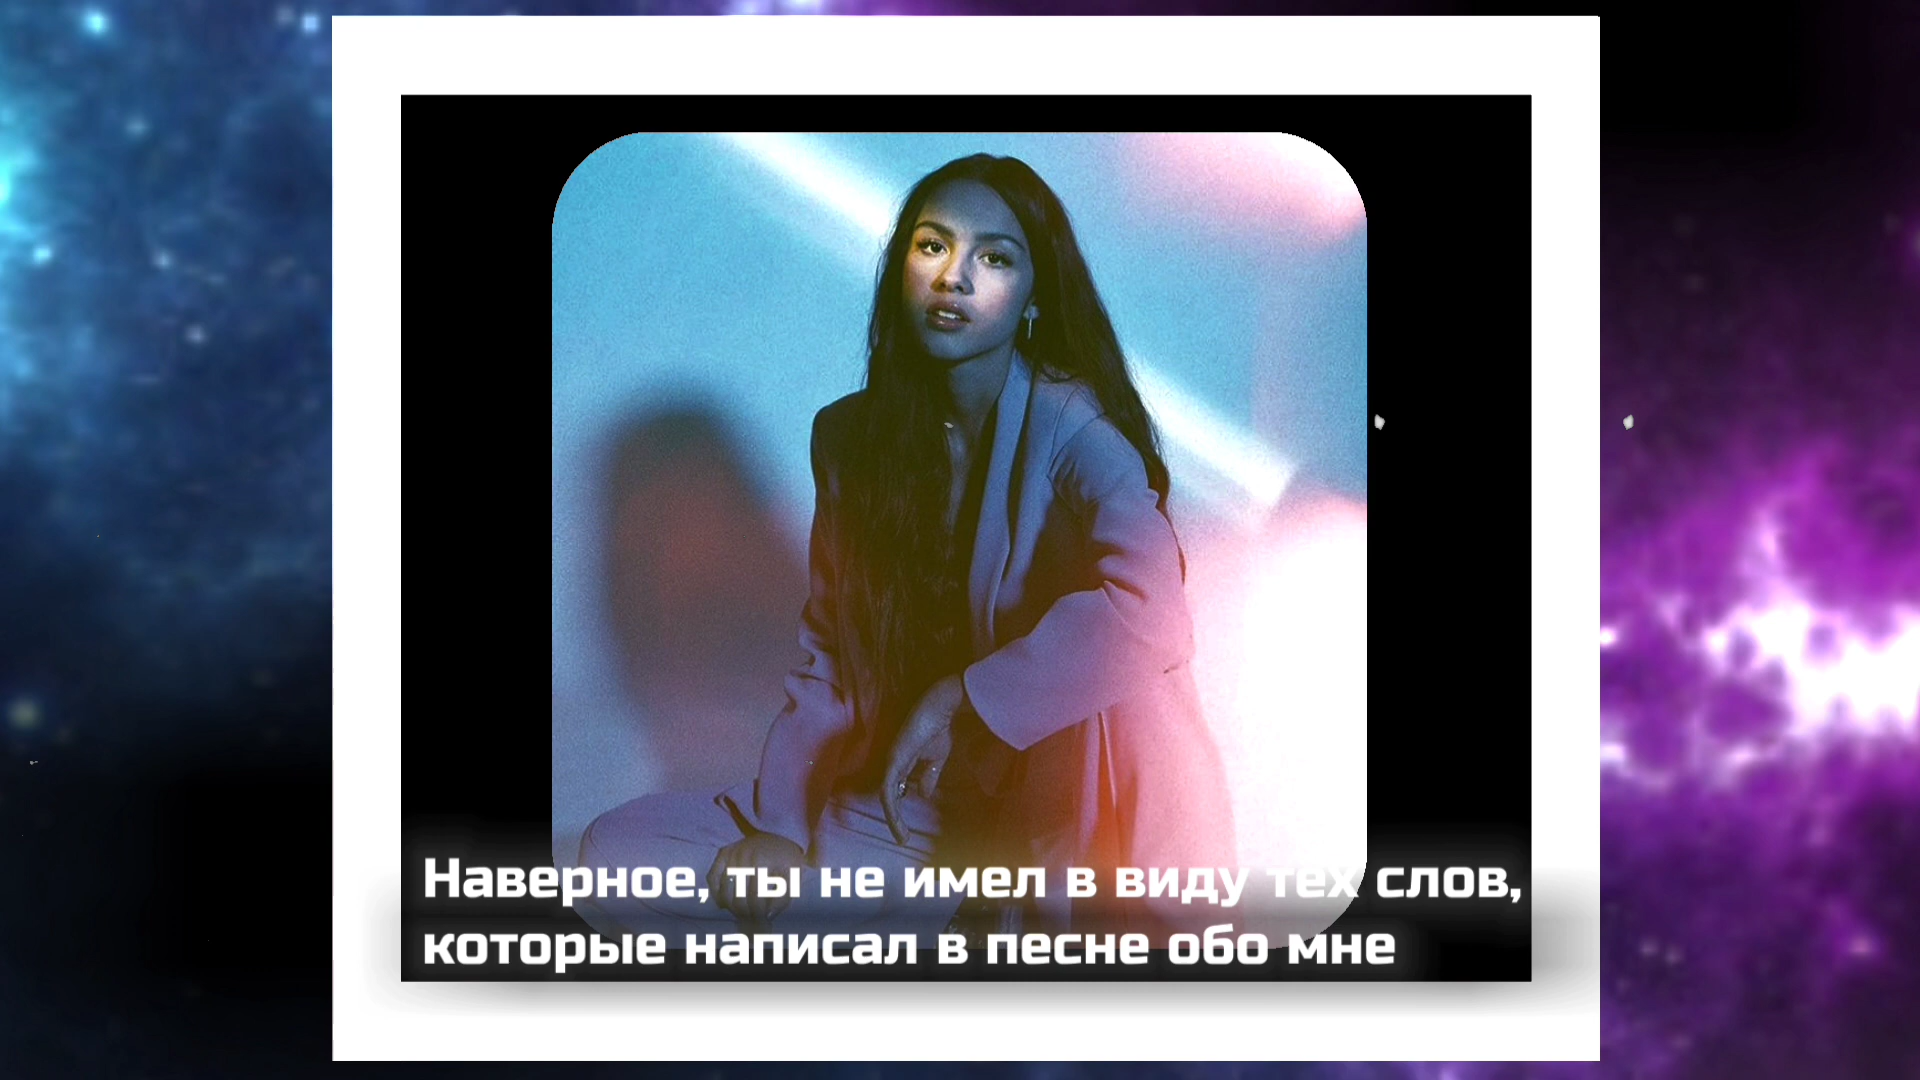 Наверное, ты не имел в виду тех слов,
которые написал в песне обо мне